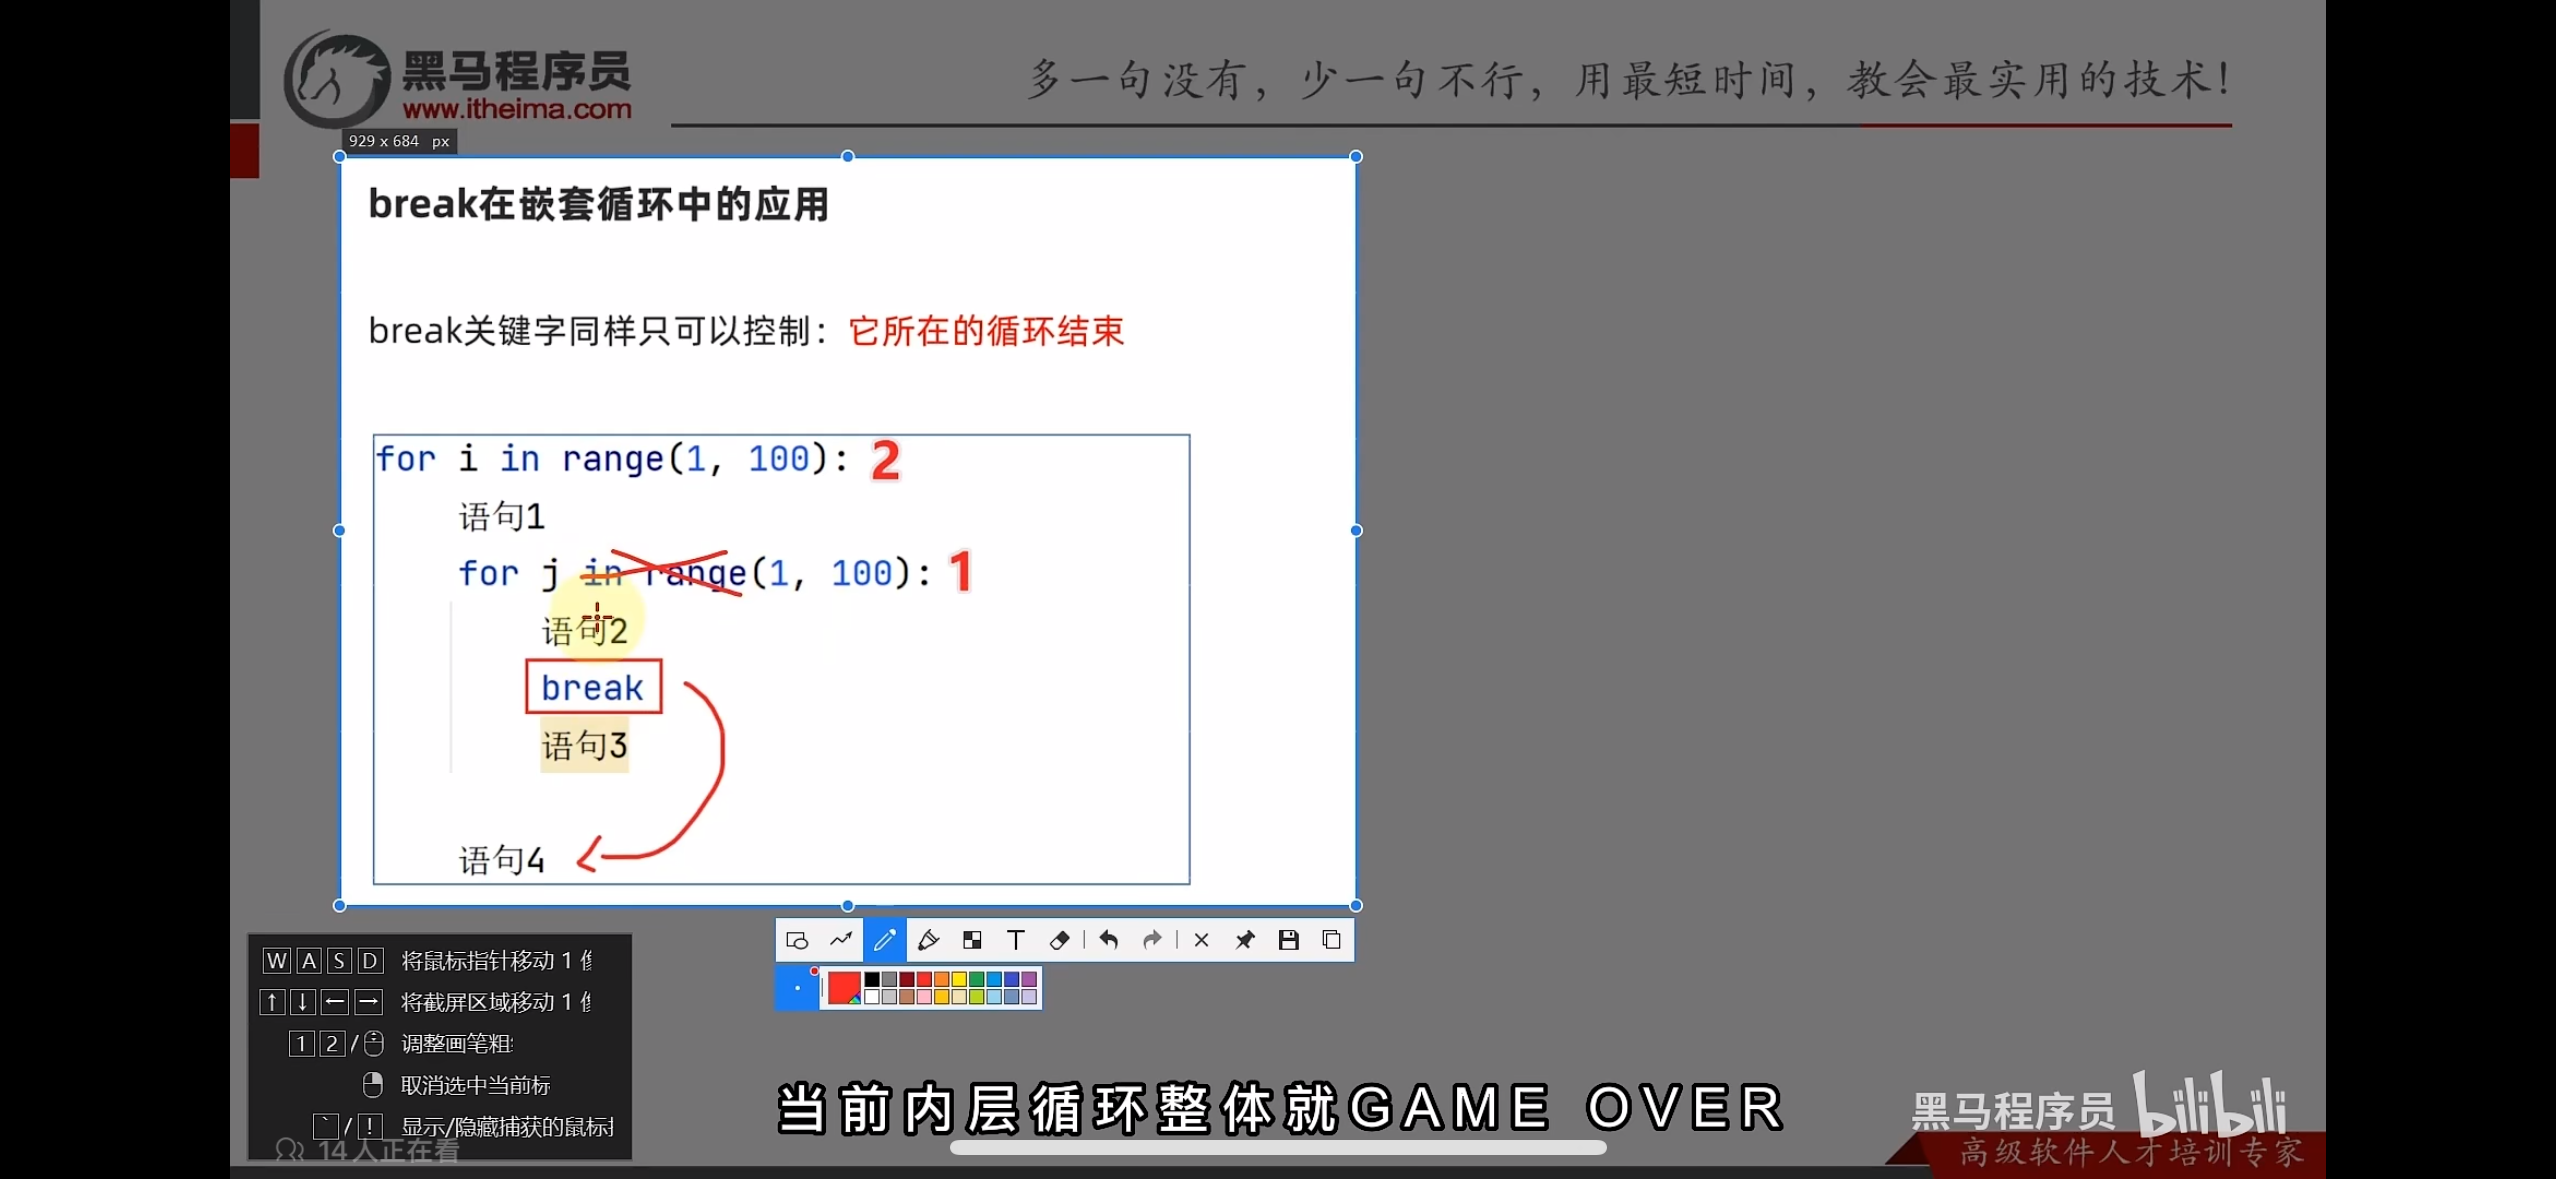 黑马程序员
www.itheima.com
多一句没有，少一句不行，用最短时间，教会最实用的技术！
929 x 684 px
break在嵌套循环中的应用
break关键字同样只可以控制：它所在的循环结束
for i in range(1, 100): 2
语句1
for j in range(1, 100): 1
语句2
break
语句3
语句4
W A S D 将鼠标指针移动 1
↑ ↓ ← → 将截屏区域移动 1
1 2 / 调整画笔粗
取消选中当前标
` / ! 显示/隐藏捕获的鼠标
14人正在看
T
当前内层循环整体就GAME OVER
黑马程序员 bilibili
高级软件人才培训专家